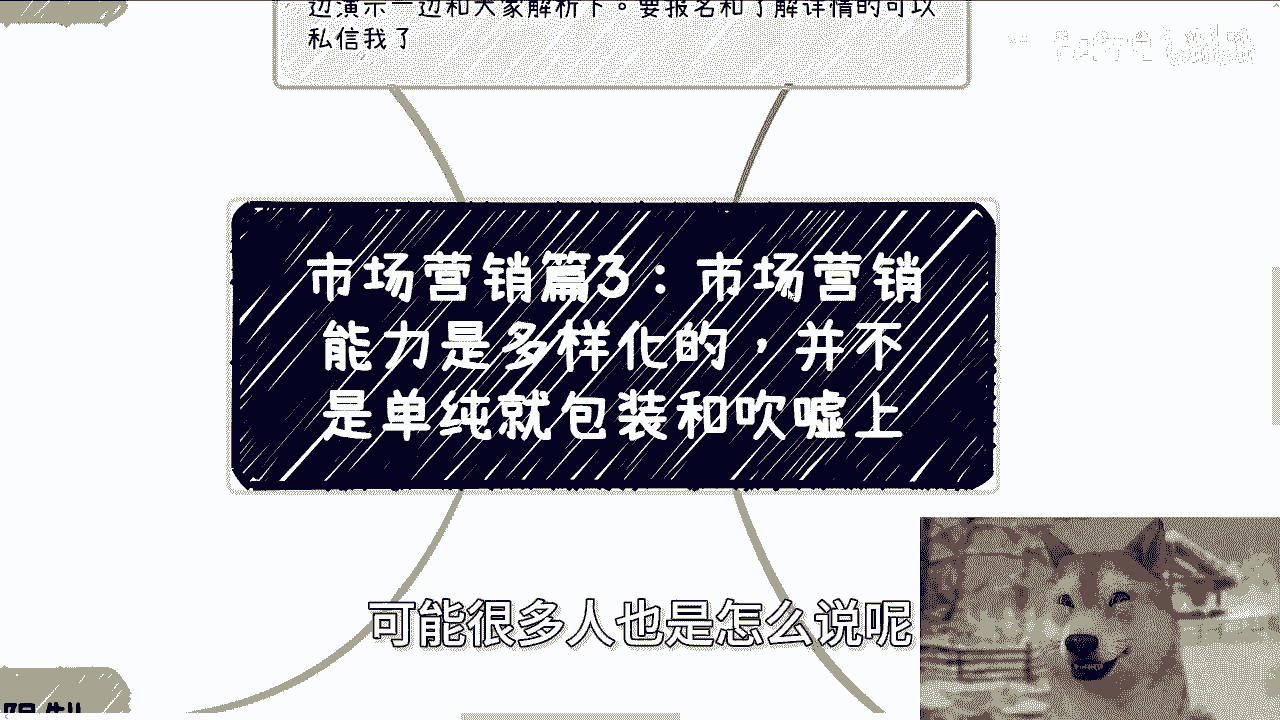 边演示一边和大家解析下。要报名和了解详情的可以
私信我了
市场营销篇3：市场营销
能力是多样化的，并不
是单纯就包装和吹嘘上
可能很多人也是怎么说呢
限制